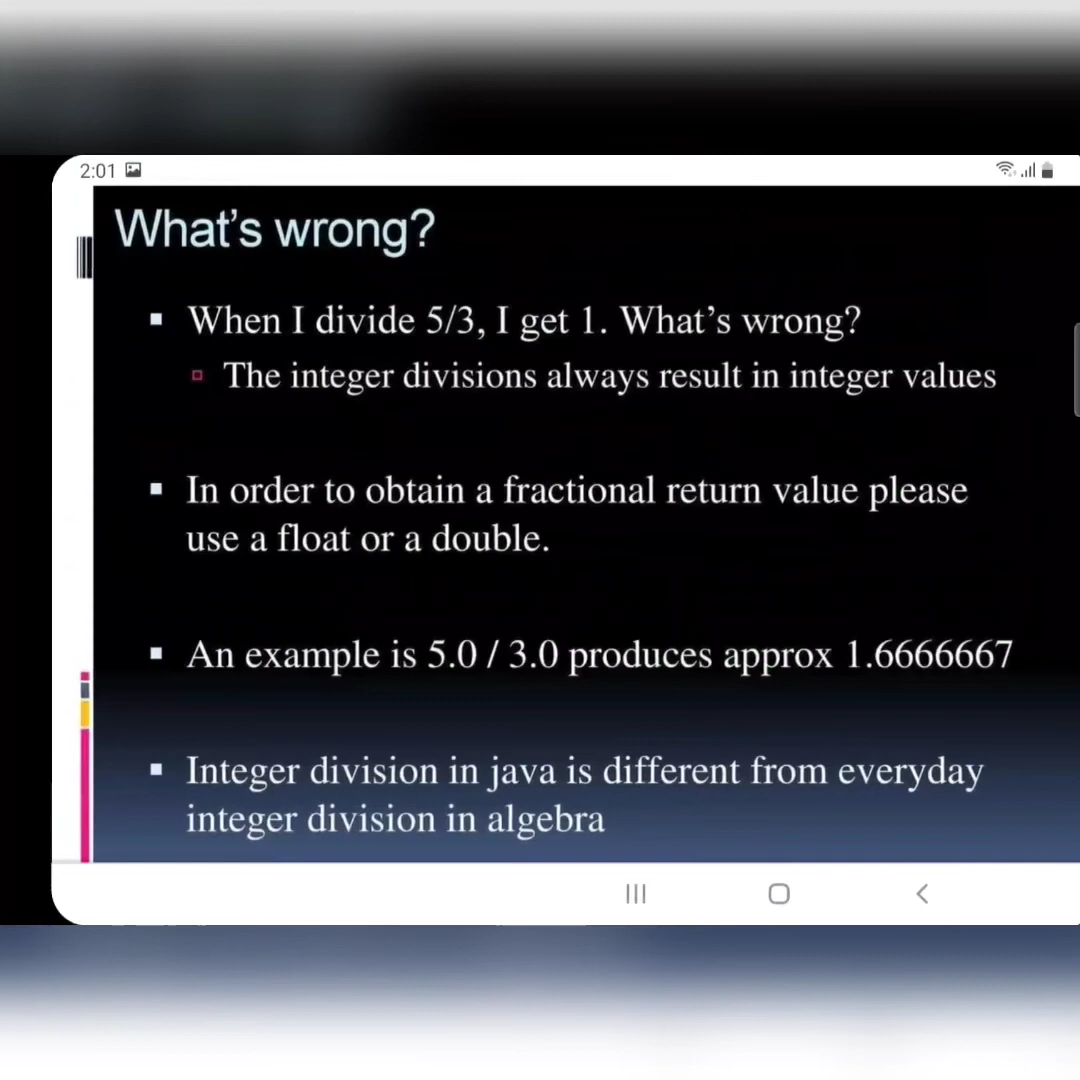 2:01
What's wrong?
When I divide 5/3, I get 1. What's wrong?
The integer divisions always result in integer values
In order to obtain a fractional return value please
use a float or a double.
An example is 5.0 / 3.0 produces approx 1.6666667
Integer division in java is different from everyday
integer division in algebra